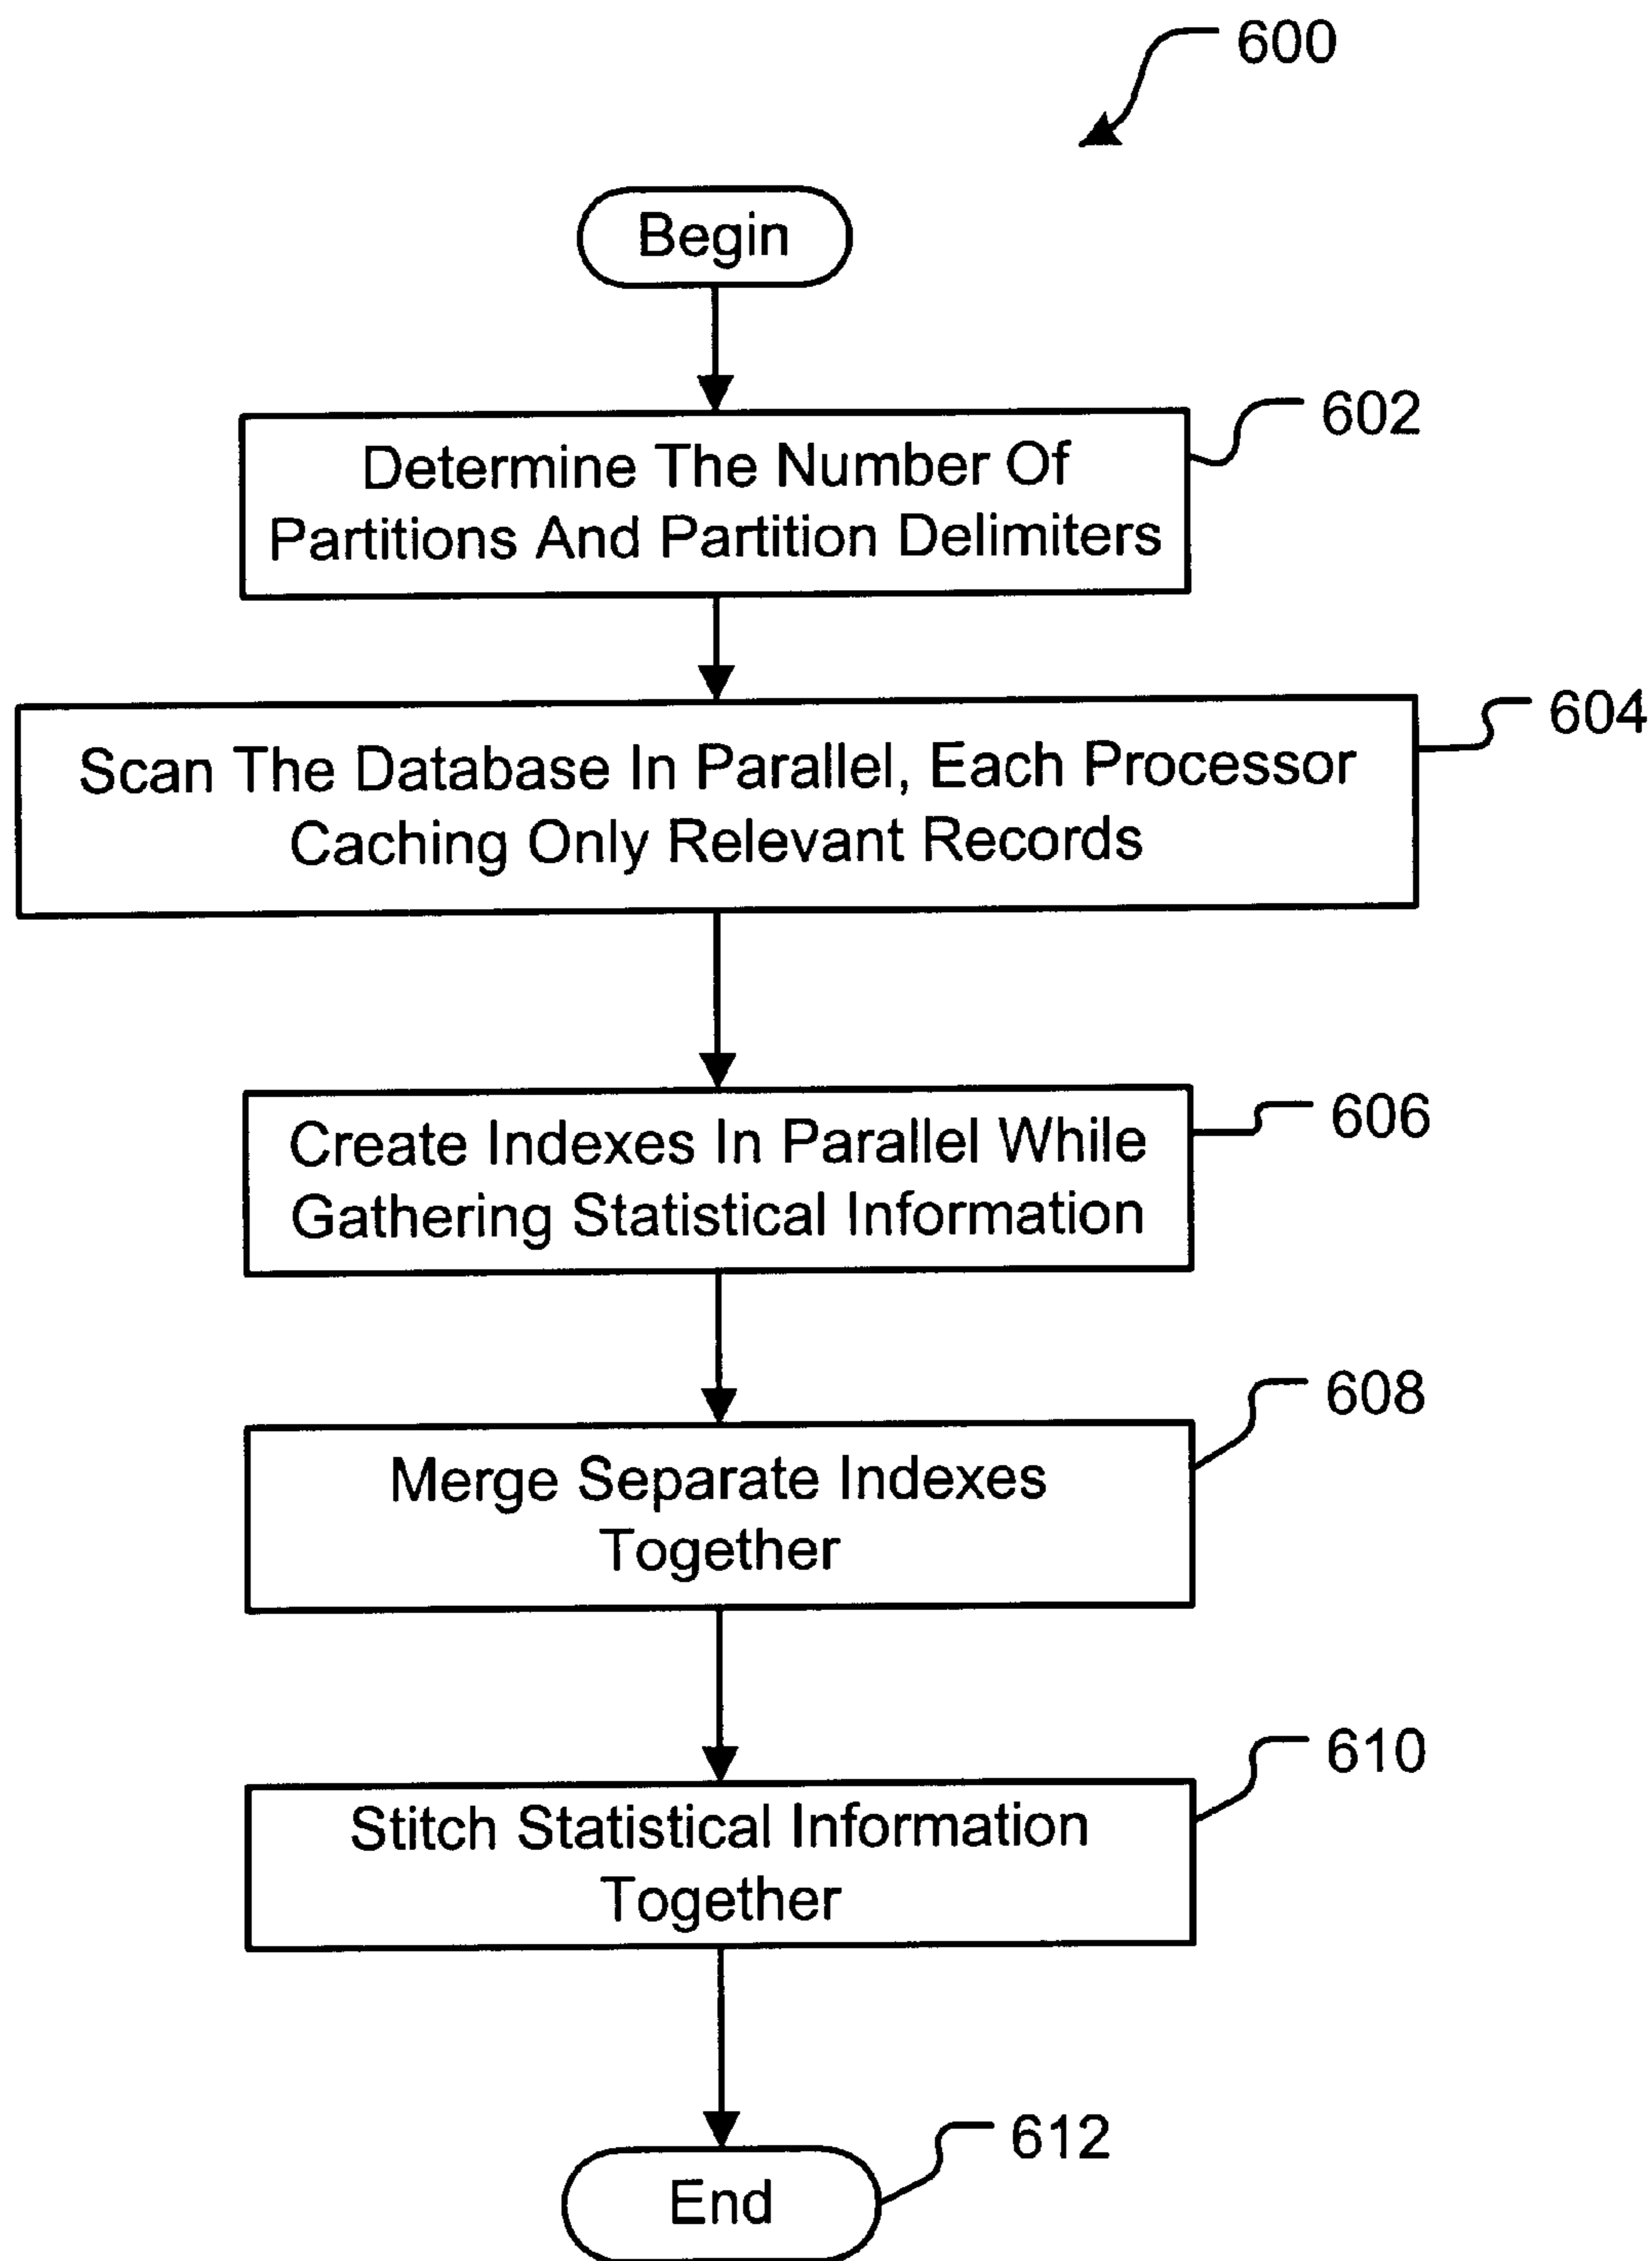 600
Begin
602
Determine The Number Of
Partitions And Partition Delimiters
604
Scan The Database In Parallel, Each Processor
Caching Only Relevant Records
606
Create Indexes In Parallel While
Gathering Statistical Information
608
Merge Separate Indexes
Together
610
Stitch Statistical Information
Together
612
End